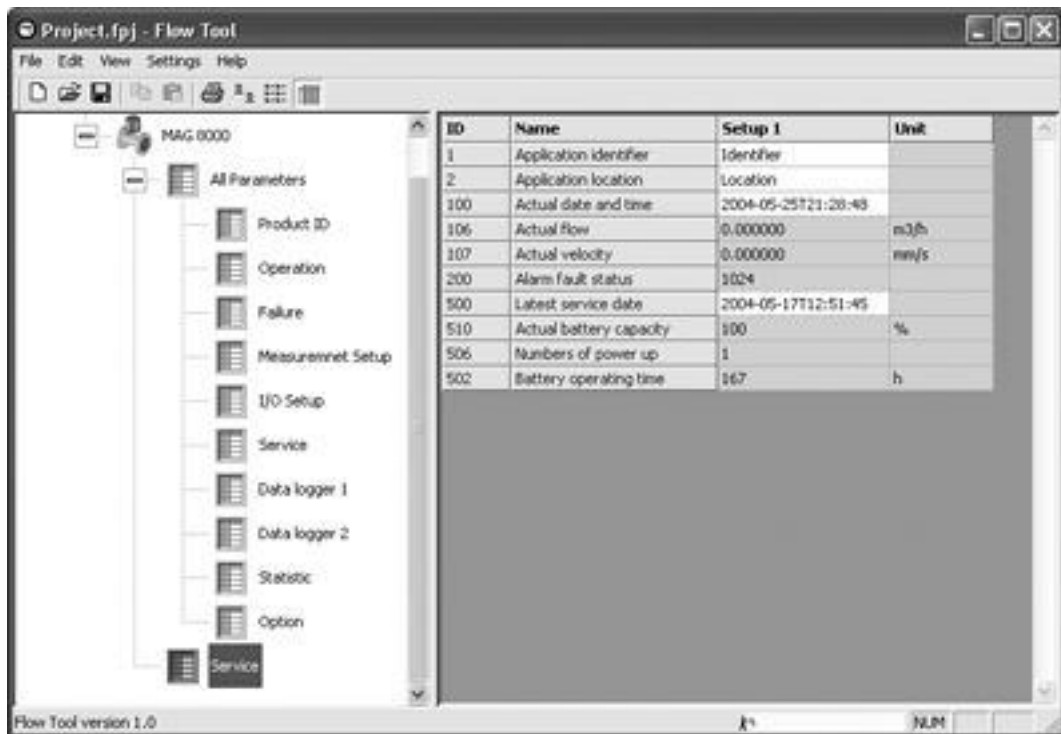 Project.fpj - Flow Tool
File Edit View Settings Help
MAG 8000
All Parameters
Product ID
Operation
Failure
Measuremnet Setup
I/O Setup
Service
Data logger 1
Data logger 2
Statistic
Option
Service
ID Name Setup 1 Unit
1 Application identifier Identifier
2 Application location Location
100 Actual date and time 2004-05-25T21:28:48
106 Actual flow 0.000000 m3/h
107 Actual velocity 0.000000 mm/s
200 Alarm fault status 1024
500 Latest service date 2004-05-17T12:51:45
510 Actual battery capacity 100 %
506 Numbers of power up 1
502 Battery operating time 167 h
Flow Tool version 1.0 NUM